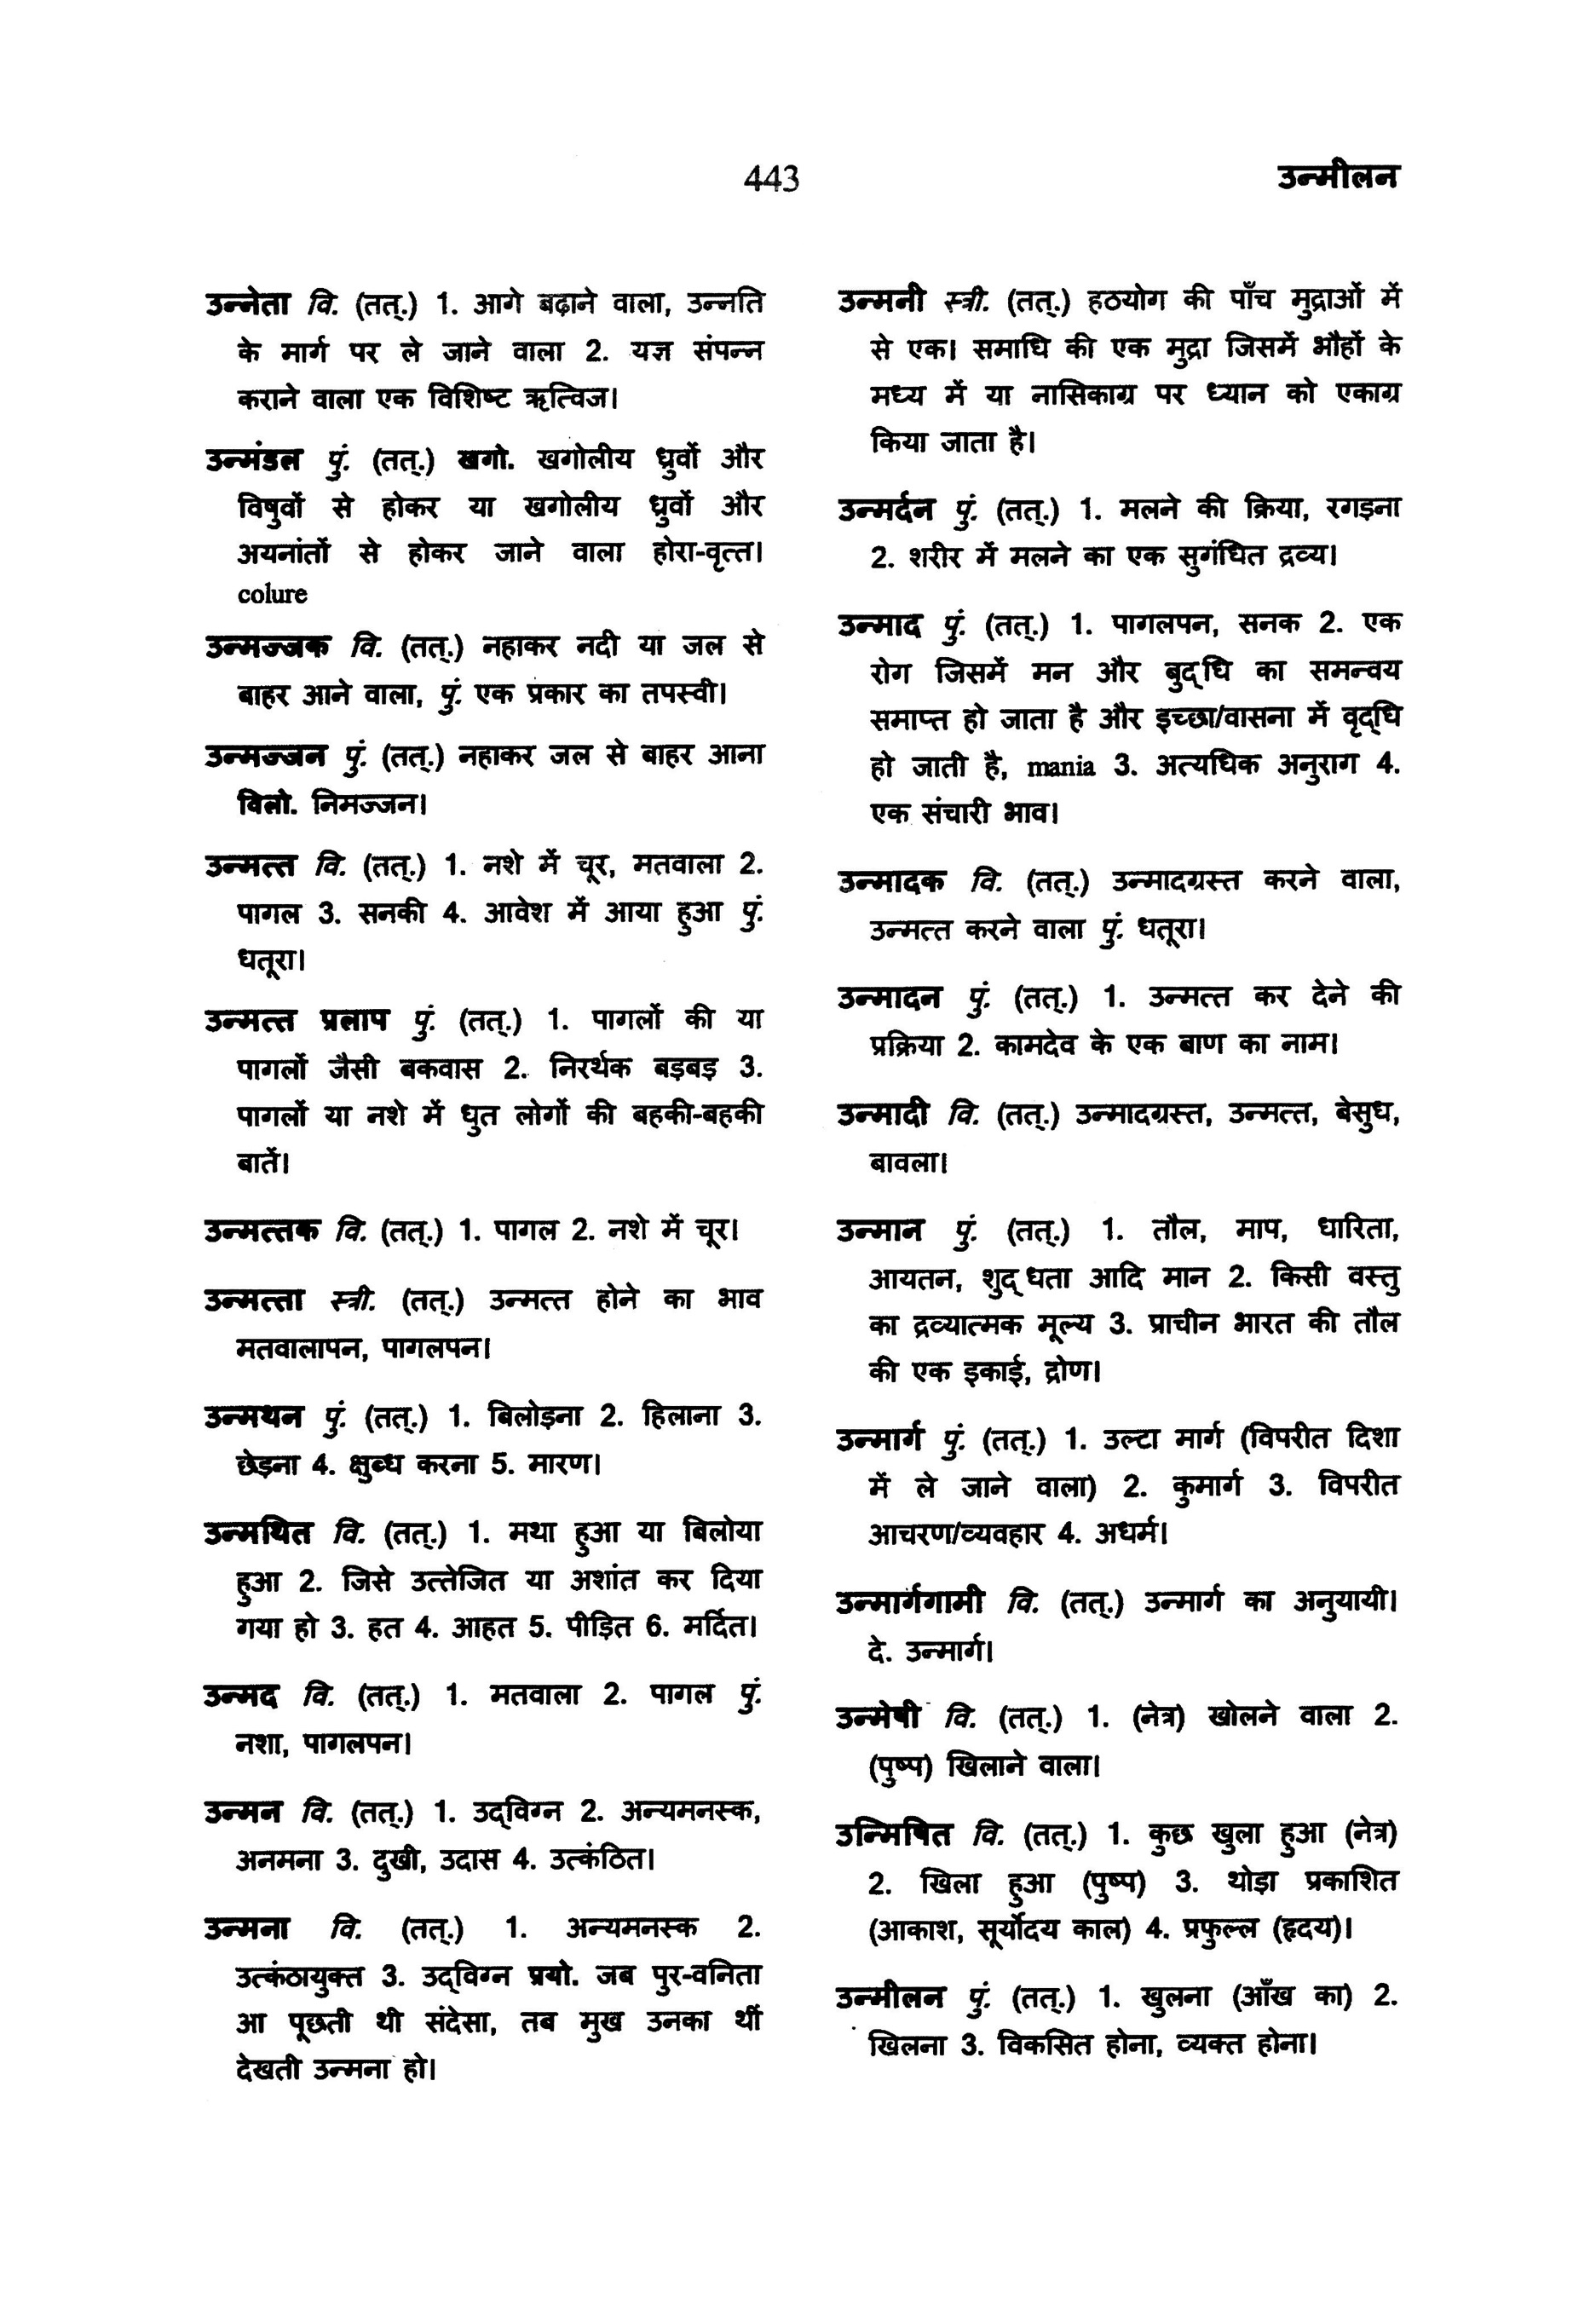 443
उन्मीलन
उन्नेता वि. (तत्.) 1. आगे बढ़ाने वाला, उन्नति
के मार्ग पर ले जाने वाला 2. यज्ञ संपन्न
कराने वाला एक विशिष्ट ऋत्विज।
उन्मंडल पुं. (तत्.) खगो. खगोलीय ध्रुवों और
विषुवों से होकर या खगोलीय ध्रुवों और
अयनांतों से होकर जाने वाला होरा-वृत्त।
colure
उन्मज्जक वि. (तत्.) नहाकर नदी या जल से
बाहर आने वाला, पुं. एक प्रकार का तपस्वी।
उन्मज्जन पुं. (तत्.) नहाकर जल से बाहर आना
विलो. निमज्जन।
उन्मत्त वि. (तत्.) 1. नशे में चूर, मतवाला 2.
पागल 3. सनकी 4. आवेश में आया हुआ पुं.
धतूरा।
उन्मत्त प्रलाप पुं. (तत्.) 1. पागलों की या
पागलों जैसी बकवास 2. निरर्थक बड़बड़ 3.
पागलों या नशे में धुत लोगों की बहकी-बहकी
बातें।
उन्मत्तक वि. (तत्.) 1. पागल 2. नशे में चूर।
उन्मत्ता स्त्री. (तत्.) उन्मत्त होने का भाव
मतवालापन, पागलपन।
उन्मथन पुं. (तत्.) 1. बिलोड़ना 2. हिलाना 3.
छेड़ना 4. क्षुब्ध करना 5. मारण।
उन्मथित वि. (तत्.) 1. मथा हुआ या बिलोया
हुआ 2. जिसे उत्तेजित या अशांत कर दिया
गया हो 3. हत 4. आहत 5. पीड़ित 6. मर्दित।
उन्मद वि. (तत्.) 1. मतवाला 2. पागल पुं.
नशा, पागलपन।
उन्मन वि. (तत्.) 1. उद्‌विग्न 2. अन्यमनस्क,
अनमना 3. दुखी, उदास 4. उत्कंठित।
उन्मना वि. (तत्.) 1. अन्यमनस्क 2.
उत्कंठायुक्त 3. उद्‌विग्न प्रयो. जब पुर-वनिता
आ पूछती थी संदेसा, तब मुख उनका थीं
देखती उन्मना हो।
उन्मनी स्त्री. (तत्.) हठयोग की पाँच मुद्राओं में
से एक। समाधि की एक मुद्रा जिसमें भौहों के
मध्य में या नासिकाग्र पर ध्यान को एकाग्र
किया जाता है।
उन्मर्दन पुं. (तत्.) 1. मलने की क्रिया, रगड़ना
2. शरीर में मलने का एक सुगंधित द्रव्य।
उन्माद पुं. (तत्.) 1. पागलपन, सनक 2. एक
रोग जिसमें मन और बुद्‌धि का समन्वय
समाप्त हो जाता है और इच्छा/वासना में वृद्‌धि
हो जाती है, mania 3. अत्यधिक अनुराग 4.
एक संचारी भाव।
उन्मादक वि. (तत्.) उन्मादग्रस्त करने वाला,
उन्मत्त करने वाला पुं. धतूरा।
उन्मादन पुं. (तत्.) 1. उन्मत्त कर देने की
प्रक्रिया 2. कामदेव के एक बाण का नाम।
उन्मादी वि. (तत्.) उन्मादग्रस्त, उन्मत्त, बेसुध,
बावला।
उन्मान पुं. (तत्.) 1. तौल, माप, धारिता,
आयतन, शुद्‌धता आदि मान 2. किसी वस्तु
का द्रव्यात्मक मूल्य 3. प्राचीन भारत की तौल
की एक इकाई, द्रोण।
उन्मार्ग पुं. (तत्.) 1. उल्टा मार्ग (विपरीत दिशा
में ले जाने वाला) 2. कुमार्ग 3. विपरीत
आचरण/व्यवहार 4. अधर्म।
उन्मार्गगामी वि. (तत्.) उन्मार्ग का अनुयायी।
दे. उन्मार्ग।
उन्मेषी वि. (तत्.) 1. (नेत्र) खोलने वाला 2.
(पुष्प) खिलाने वाला।
उन्मिषित वि. (तत्.) 1. कुछ खुला हुआ (नेत्र)
2. खिला हुआ (पुष्प) 3. थोड़ा प्रकाशित
(आकाश, सूर्योदय काल) 4. प्रफुल्ल (हृदय)।
उन्मीलन पुं. (तत्.) 1. खुलना (आँख का) 2.
खिलना 3. विकसित होना, व्यक्त होना।